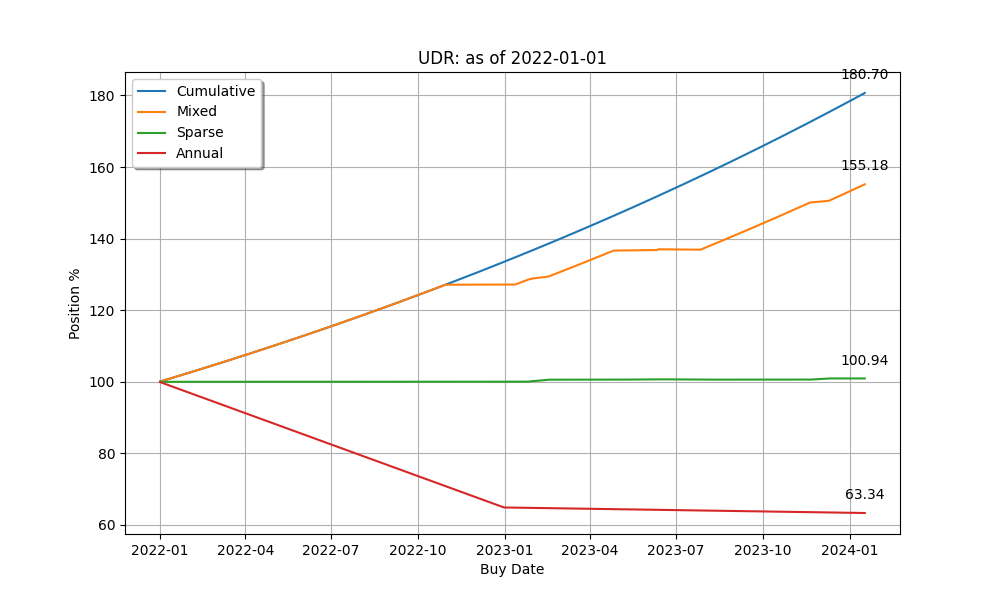 UDR: as of 2022-01-01
180.70
Cumulative
Mixed
Sparse
Annual
155.18
100.94
63.34
Position %
180
160
140
120
100
80
60
2022-01 2022-04 2022-07 2022-10 2023-01 2023-04 2023-07 2023-10 2024-01
Buy Date